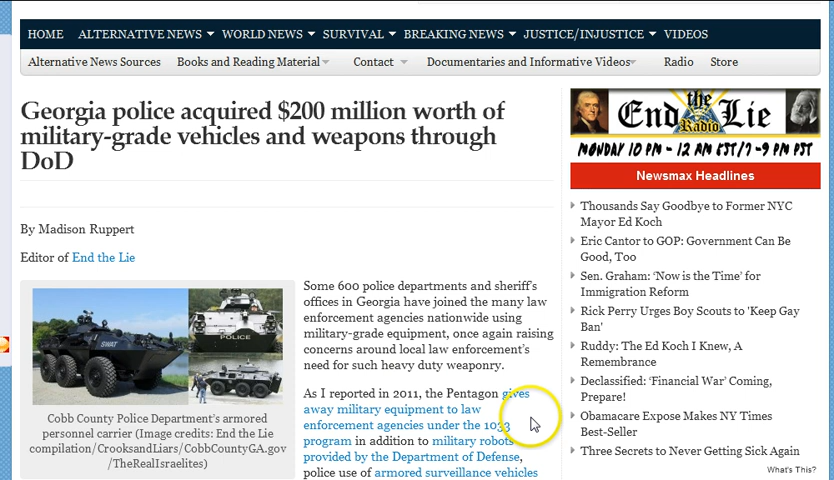 HOME ALTERNATIVE NEWS WORLD NEWS SURVIVAL BREAKING NEWS JUSTICE/INJUSTICE VIDEOS
Alternative News Sources Books and Reading Material Contact Documentaries and Informative Videos Radio Store
Georgia police acquired $200 million worth of
military-grade vehicles and weapons through
DoD
By Madison Ruppert
Editor of End the Lie
SWAT
POLICE
Cobb County Police Department's armored
personnel carrier (Image credits: End the Lie
compilation/CrooksandLiars/CobbCountyGA.gov
/TheRealIsraelites)
Some 600 police departments and sheriff's
offices in Georgia have joined the many law
enforcement agencies nationwide using
military-grade equipment, once again raising
concerns around local law enforcement's
need for such heavy duty weaponry.
As I reported in 2011, the Pentagon gives
away military equipment to law
enforcement agencies under the 1033
program in addition to military robots
provided by the Department of Defense,
police use of armored surveillance vehicles
End the Lie
Radio
MONDAY 10 PM - 12 AM EST/7 -9 PM PST
Newsmax Headlines
Thousands Say Goodbye to Former NYC
Mayor Ed Koch
Eric Cantor to GOP: Government Can Be
Good, Too
Sen. Graham: 'Now is the Time' for
Immigration Reform
Rick Perry Urges Boy Scouts to 'Keep Gay
Ban'
Ruddy: The Ed Koch I Knew, A
Remembrance
Declassified: 'Financial War' Coming,
Prepare!
Obamacare Expose Makes NY Times
Best-Seller
Three Secrets to Never Getting Sick Again
What's This?